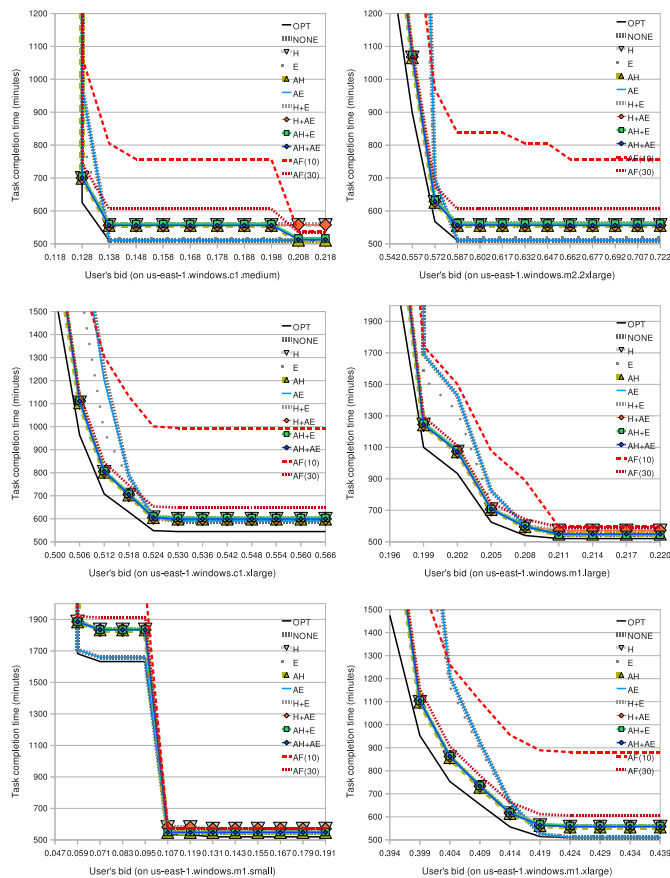 1200
1100
1000
900
800
700
600
500
Task completion time (minutes)
0.118 0.128 0.138 0.148 0.158 0.168 0.178 0.188 0.198 0.208 0.218
User's bid (on us-east-1.windows.c1.medium)
OPT
NONE
H
E
AH
AE
H+E
H+AE
AH+E
AH+AE
AF(10)
AF(30)
1200
1100
1000
900
800
700
600
500
Task completion time (minutes)
0.542 0.557 0.572 0.587 0.602 0.617 0.632 0.647 0.662 0.677 0.692 0.707 0.722
User's bid (on us-east-1.windows.m2.2xlarge)
OPT
NONE
H
E
AH
AE
H+E
H+AE
AH+E
AH+AE
AF(10)
AF(30)
1500
1400
1300
1200
1100
1000
900
800
700
600
500
Task completion time (minutes)
0.500 0.506 0.512 0.518 0.524 0.530 0.536 0.542 0.548 0.554 0.560 0.566
User's bid (on us-east-1.windows.c1.xlarge)
OPT
NONE
H
E
AH
AE
H+E
H+AE
AH+E
AH+AE
AF(10)
AF(30)
1900
1700
1500
1300
1100
900
700
500
Task completion time (minutes)
0.196 0.199 0.202 0.205 0.208 0.211 0.214 0.217 0.220
User's bid (on us-east-1.windows.m1.large)
OPT
NONE
H
E
AH
AE
H+E
H+AE
AH+E
AH+AE
AF(10)
AF(30)
1900
1700
1500
1300
1100
900
700
500
Task completion time (minutes)
0.047 0.059 0.071 0.083 0.095 0.107 0.119 0.131 0.143 0.155 0.167 0.179 0.191
User's bid (on us-east-1.windows.m1.small)
OPT
NONE
H
E
AH
AE
H+E
H+AE
AH+E
AH+AE
AF(10)
AF(30)
1500
1400
1300
1200
1100
1000
900
800
700
600
500
Task completion time (minutes)
0.394 0.399 0.404 0.409 0.414 0.419 0.424 0.429 0.434 0.439
User's bid (on us-east-1.windows.m1.xlarge)
OPT
NONE
H
E
AH
AE
H+E
H+AE
AH+E
AH+AE
AF(10)
AF(30)